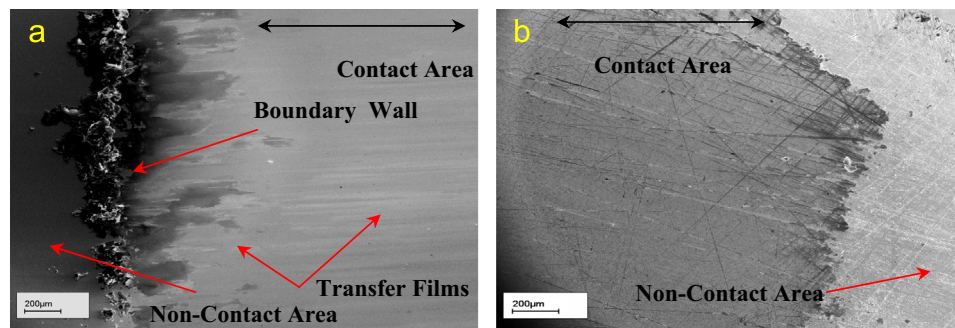 a
Contact Area
Boundary Wall
Transfer Films
Non-Contact Area
200µm
b
Contact Area
Non-Contact Area
200µm